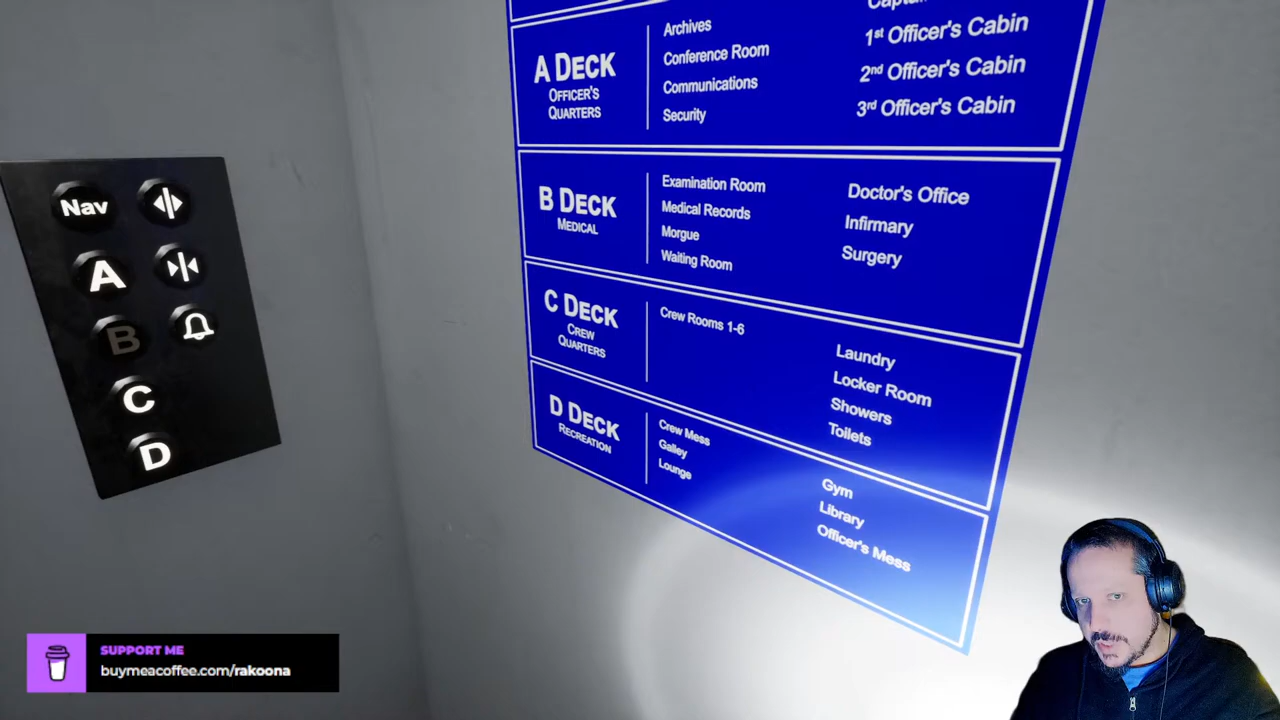 Nav
A
B
C
D
A DECK
OFFICER'S
QUARTERS
Archives
Conference Room
Communications
Security
1st Officer's Cabin
2nd Officer's Cabin
3rd Officer's Cabin
B DECK
MEDICAL
Examination Room
Medical Records
Morgue
Waiting Room
Doctor's Office
Infirmary
Surgery
C DECK
CREW
QUARTERS
Crew Rooms 1-6
Laundry
Locker Room
Showers
Toilets
D DECK
RECREATION
Crew Mess
Galley
Lounge
Gym
Library
Officer's Mess
SUPPORT ME
buymeacoffee.com/rakoona